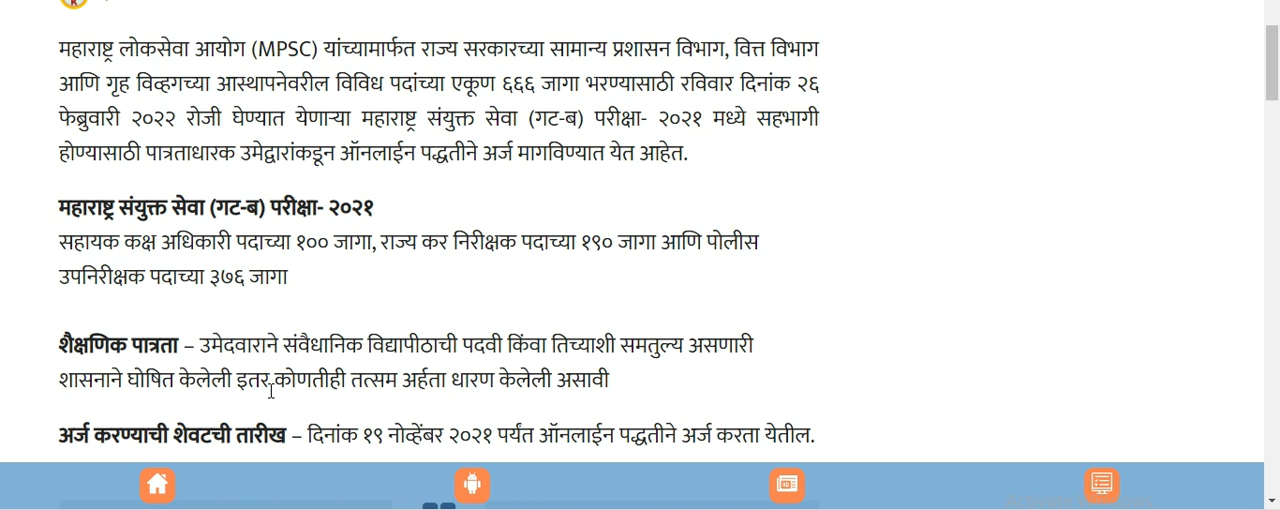 महाराष्ट्र लोकसेवा आयोग (MPSC) यांच्यामार्फत राज्य सरकारच्या सामान्य प्रशासन विभाग, वित्त विभाग
आणि गृह विव्हगच्या आस्थापनेवरील विविध पदांच्या एकूण ६६६ जागा भरण्यासाठी रविवार दिनांक २६
फेब्रुवारी २०२२ रोजी घेण्यात येणाऱ्या महाराष्ट्र संयुक्त सेवा (गट-ब) परीक्षा- २०२१ मध्ये सहभागी
होण्यासाठी पात्रताधारक उमेद्वारांकडून ऑनलाईन पद्धतीने अर्ज मागविण्यात येत आहेत.
महाराष्ट्र संयुक्त सेवा (गट-ब) परीक्षा- २०२१
सहायक कक्ष अधिकारी पदाच्या १०० जागा, राज्य कर निरीक्षक पदाच्या १९० जागा आणि पोलीस
उपनिरीक्षक पदाच्या ३७६ जागा
शैक्षणिक पात्रता – उमेदवाराने संवैधानिक विद्यापीठाची पदवी किंवा तिच्याशी समतुल्य असणारी
शासनाने घोषित केलेली इतर कोणतीही तत्सम अर्हता धारण केलेली असावी
अर्ज करण्याची शेवटची तारीख – दिनांक १९ नोव्हेंबर २०२१ पर्यंत ऑनलाईन पद्धतीने अर्ज करता येतील.